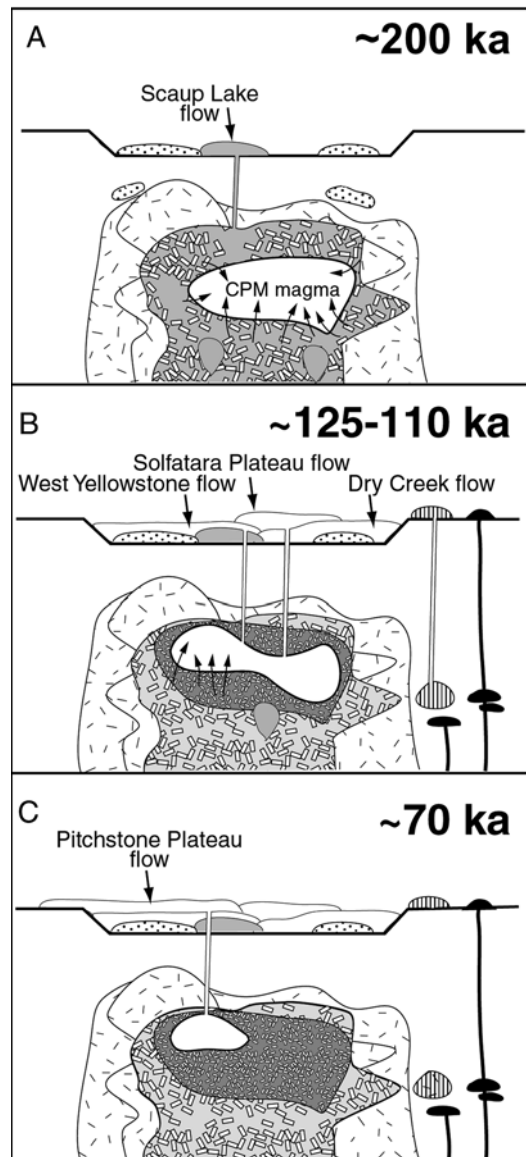 A
~200 ka
Scaup Lake
flow
CPM magma
B
~125-110 ka
Solfatara Plateau flow
West Yellowstone flow
Dry Creek flow
C
~70 ka
Pitchstone Plateau
flow